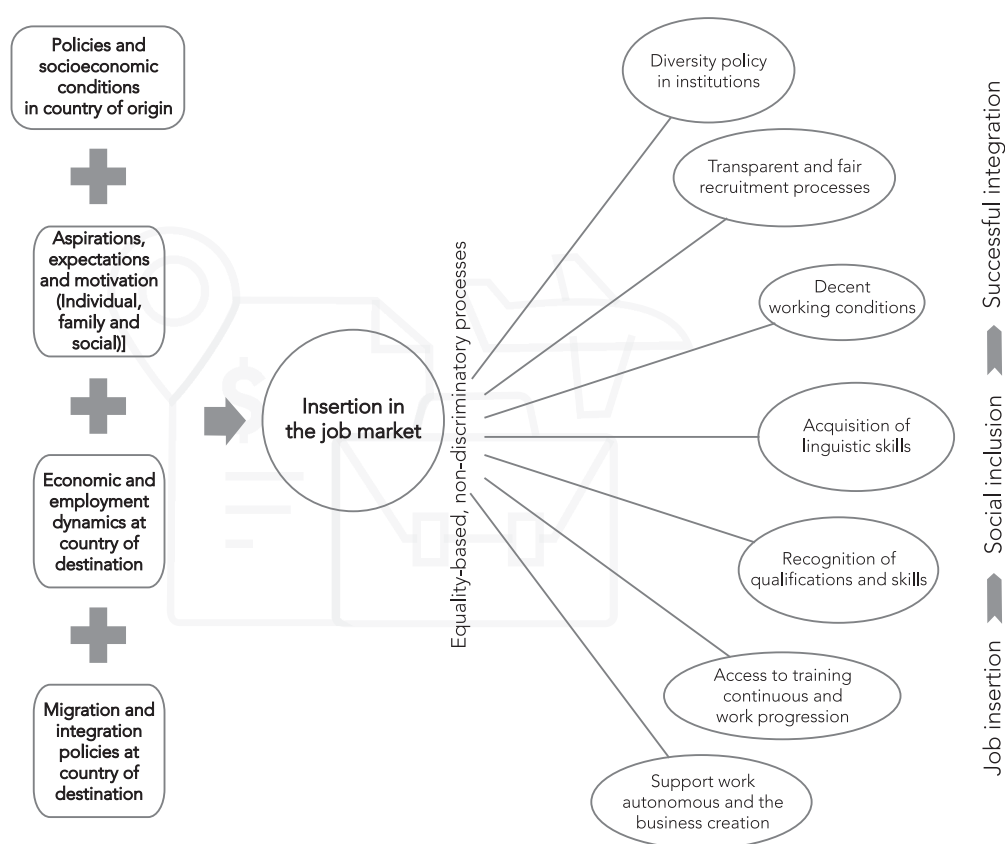 Policies and
socioeconomic
conditions
in country of origin
Aspirations,
expectations
and motivation
(Individual,
family and
social)]
Economic and
employment
dynamics at
country of
destination
Migration and
integration
policies at
country of
destination
Insertion in
the job market
Equality-based, non-discriminatory processes
Diversity policy
in institutions
Transparent and fair
recruitment processes
Decent
working conditions
Acquisition of
linguistic skills
Recognition of
qualifications and skills
Access to training
continuous and
work progression
Support work
autonomous and the
business creation
Job insertion
Social inclusion
Successful integration
$